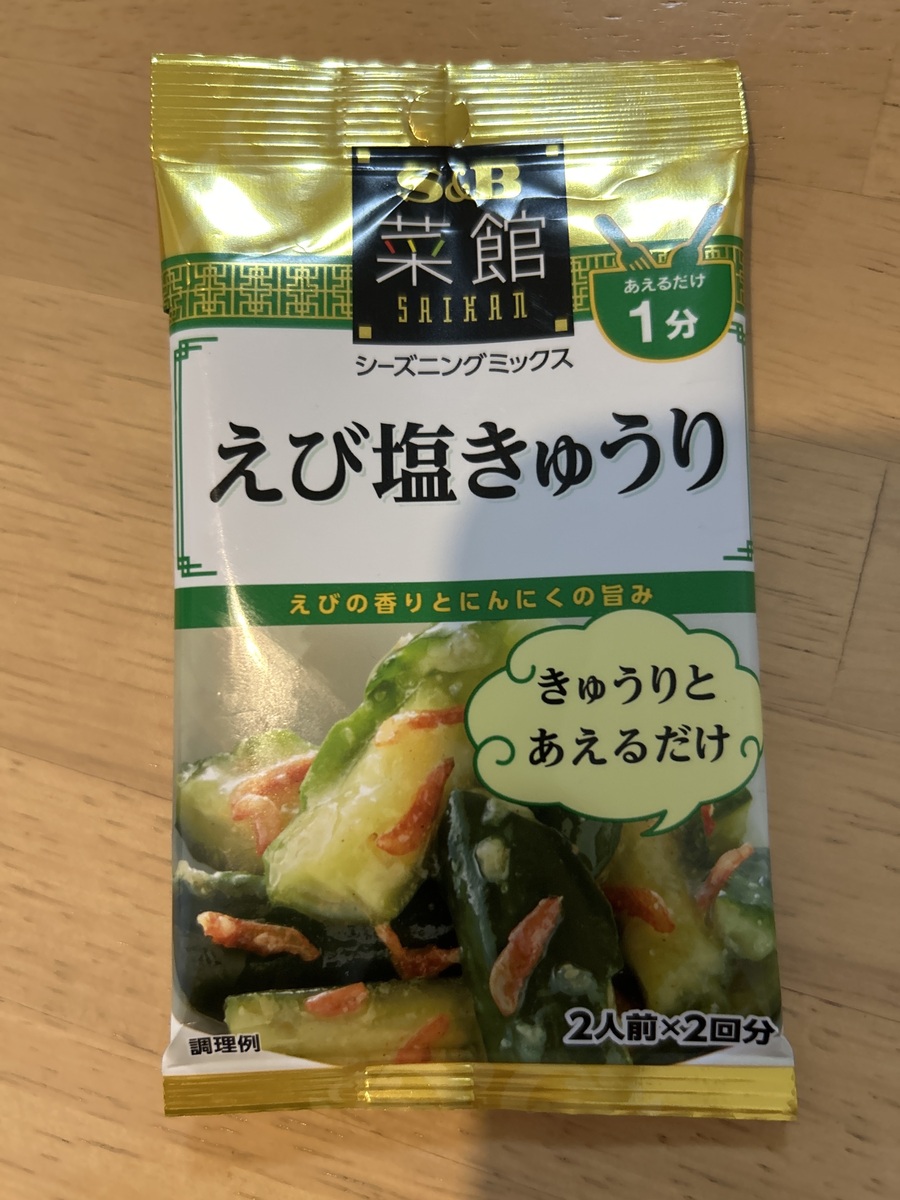 S&B
菜館
SAIKAN
シーズニングミックス
あえるだけ
1分
えび塩きゅうり
えびの香りとにんにくの旨み
きゅうりと
あえるだけ
調理例
2人前×2回分